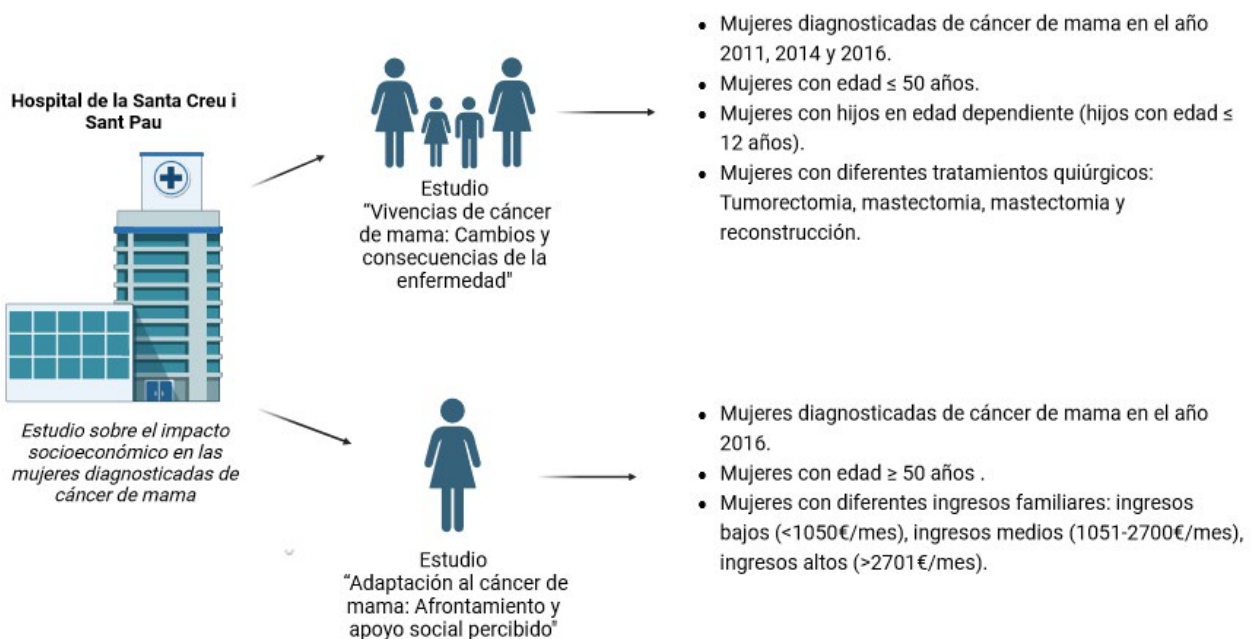 Hospital de la Santa Creu i
Sant Pau
Estudio sobre el impacto
socioeconómico en las
mujeres diagnosticadas de
cáncer de mama
Estudio
“Vivencias de cáncer
de mama: Cambios y
consecuencias de la
enfermedad"
• Mujeres diagnosticadas de cáncer de mama en el año
2011, 2014 y 2016.
• Mujeres con edad ≤ 50 años.
• Mujeres con hijos en edad dependiente (hijos con edad ≤
12 años).
• Mujeres con diferentes tratamientos quiúrgicos:
Tumorectomia, mastectomia, mastectomia y
reconstrucción.
Estudio
“Adaptación al cáncer de
mama: Afrontamiento y
apoyo social percibido"
• Mujeres diagnosticadas de cáncer de mama en el año
2016.
• Mujeres con edad ≥ 50 años .
• Mujeres con diferentes ingresos familiares: ingresos
bajos (<1050€/mes), ingresos medios (1051-2700€/mes),
ingresos altos (>2701€/mes).